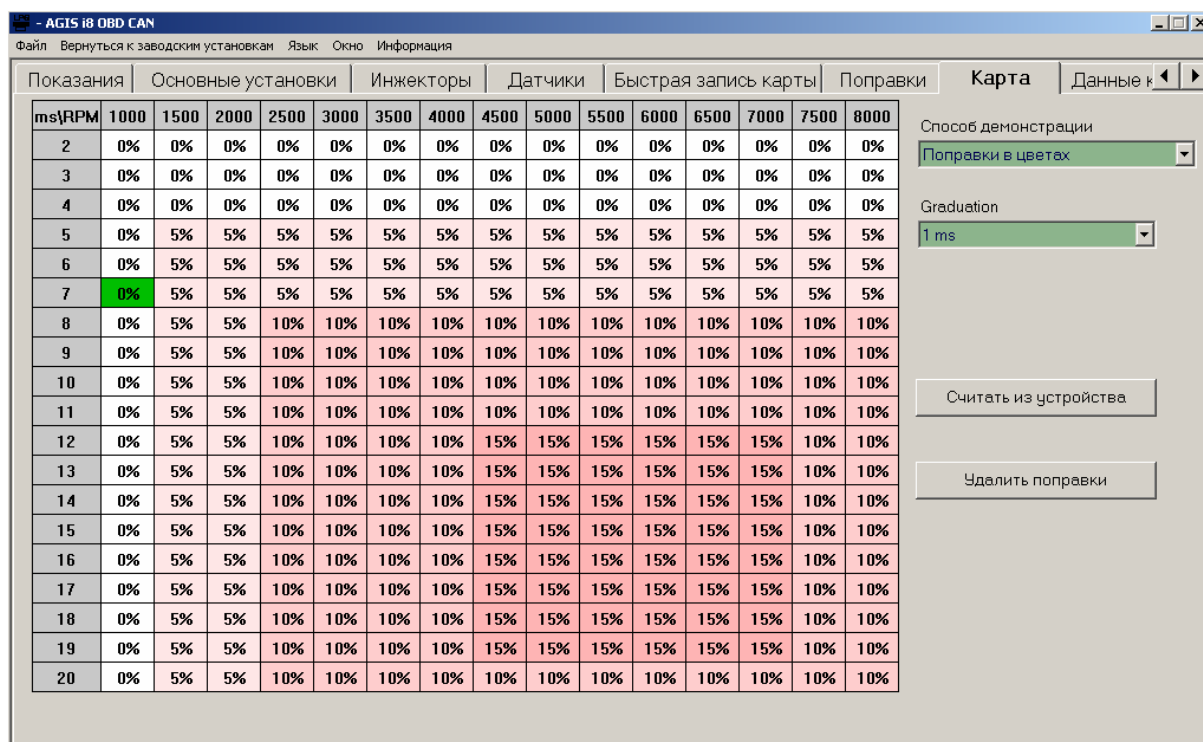 - AGIS i8 OBD CAN
Файл Вернуться к заводским установкам Язык Окно Информация
Показания Основные установки Инжекторы Датчики Быстрая запись карты Поправки Карта Данные к
ms\RPM 1000 1500 2000 2500 3000 3500 4000 4500 5000 5500 6000 6500 7000 7500 8000
2 0% 0% 0% 0% 0% 0% 0% 0% 0% 0% 0% 0% 0% 0% 0%
3 0% 0% 0% 0% 0% 0% 0% 0% 0% 0% 0% 0% 0% 0% 0%
4 0% 0% 0% 0% 0% 0% 0% 0% 0% 0% 0% 0% 0% 0% 0%
5 0% 5% 5% 5% 5% 5% 5% 5% 5% 5% 5% 5% 5% 5% 5%
6 0% 5% 5% 5% 5% 5% 5% 5% 5% 5% 5% 5% 5% 5% 5%
7 0% 5% 5% 5% 5% 5% 5% 5% 5% 5% 5% 5% 5% 5% 5%
8 0% 5% 5% 10% 10% 10% 10% 10% 10% 10% 10% 10% 10% 10% 10%
9 0% 5% 5% 10% 10% 10% 10% 10% 10% 10% 10% 10% 10% 10% 10%
10 0% 5% 5% 10% 10% 10% 10% 10% 10% 10% 10% 10% 10% 10% 10%
11 0% 5% 5% 10% 10% 10% 10% 10% 10% 10% 10% 10% 10% 10% 10%
12 0% 5% 5% 10% 10% 10% 10% 15% 15% 15% 15% 15% 15% 10% 10%
13 0% 5% 5% 10% 10% 10% 10% 15% 15% 15% 15% 15% 15% 10% 10%
14 0% 5% 5% 10% 10% 10% 10% 15% 15% 15% 15% 15% 15% 10% 10%
15 0% 5% 5% 10% 10% 10% 10% 15% 15% 15% 15% 15% 15% 10% 10%
16 0% 5% 5% 10% 10% 10% 10% 15% 15% 15% 15% 15% 15% 10% 10%
17 0% 5% 5% 10% 10% 10% 10% 15% 15% 15% 15% 15% 15% 10% 10%
18 0% 5% 5% 10% 10% 10% 10% 15% 15% 15% 15% 15% 15% 10% 10%
19 0% 5% 5% 10% 10% 10% 10% 15% 15% 15% 15% 15% 15% 10% 10%
20 0% 5% 5% 10% 10% 10% 10% 10% 10% 10% 10% 10% 10% 10% 10%
Способ демонстрации
Поправки в цветах
Graduation
1 ms
Считать из устройства
Удалить поправки